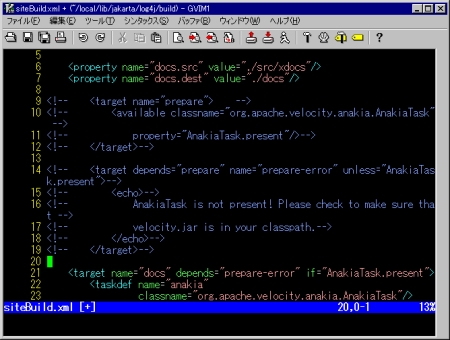 siteBuild.xml + (~/local/lib/jakarta/log4j/build) - GVIM1
ファイル(F) 編集(E) ツール(T) シンタックス(S) バッファ(B) ウィンドウ(W) ヘルプ(H)
5
6 <property name="docs.src" value="./src/xdocs"/>
7 <property name="docs.dest" value="./docs"/>
8
9 <!-- <target name="prepare"> -->
10 <!-- <available classname="org.apache.velocity.anakia.AnakiaTask"
-->
11 <!-- property="AnakiaTask.present"/>-->
12 <!-- </target>-->
13
14 <!-- <target depends="prepare" name="prepare-error" unless="AnakiaTas
k.present">-->
15 <!-- <echo>-->
16 <!-- AnakiaTask is not present! Please check to make sure tha
t -->
17 <!-- velocity.jar is in your classpath.-->
18 <!-- </echo>-->
19 <!-- </target>-->
20
21 <target name="docs" depends="prepare-error" if="AnakiaTask.present">
22 <taskdef name="anakia"
23 classname="org.apache.velocity.anakia.AnakiaTask"/>
siteBuild.xml [+] 20,0-1 13%